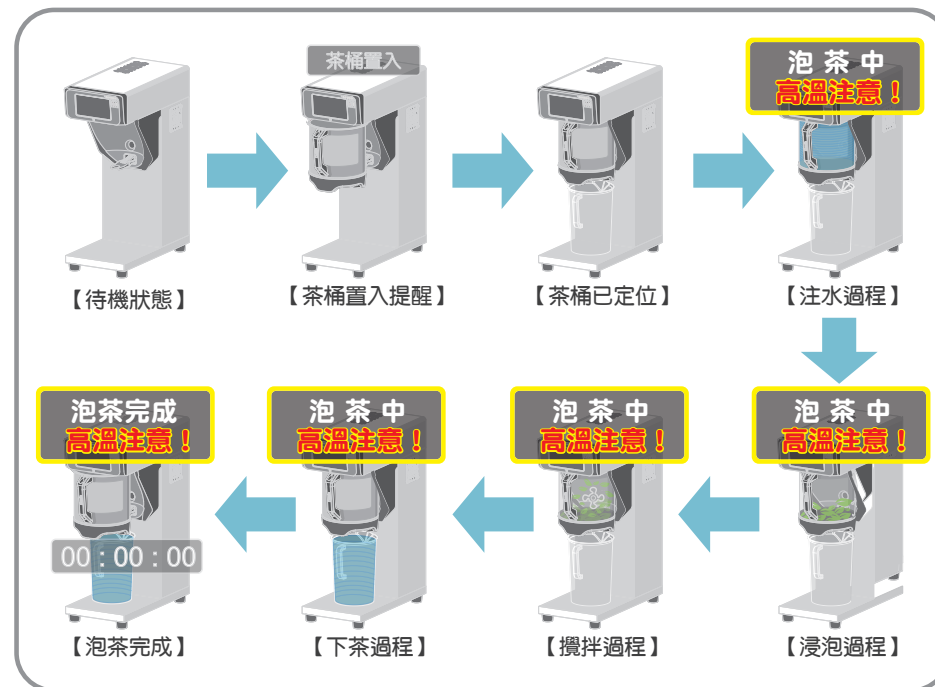 茶桶置入
泡 茶 中
高溫注意！
【待機狀態】
【茶桶置入提醒】
【茶桶已定位】
【注水過程】
泡 茶 中
高溫注意！
【浸泡過程】
泡 茶 中
高溫注意！
【攪拌過程】
泡 茶 中
高溫注意！
【下茶過程】
泡茶完成
高溫注意！
00：00：00
【泡茶完成】